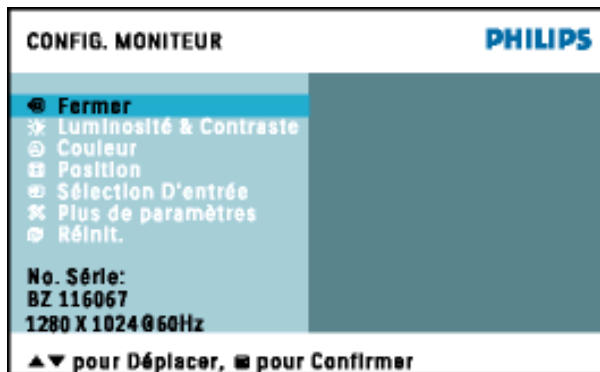 CONFIG. MONITEUR
PHILIPS
Fermer
Luminosité & Contraste
Couleur
Position
Sélection D'entrée
Plus de paramètres
Réinit.
No. Série:
BZ 116067
1280 X 1024@60Hz
▲▼ pour Déplacer, pour Confirmer